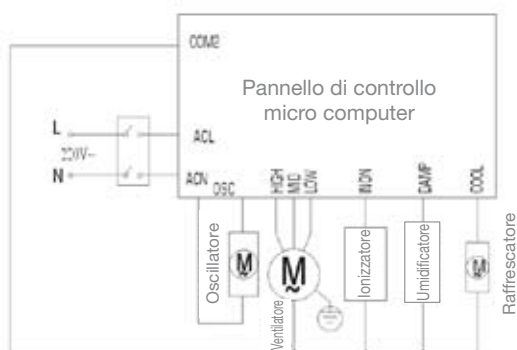 COM2
Pannello di controllo
micro computer
L
220V~
N
ACL
ACN
OSC
HIGH
MID
LOW
DAMP
COOL
Oscillatore
M
~
Ventilatore
M
~
Ionizzatore
Umidificatore
M
~
Raffrescatore